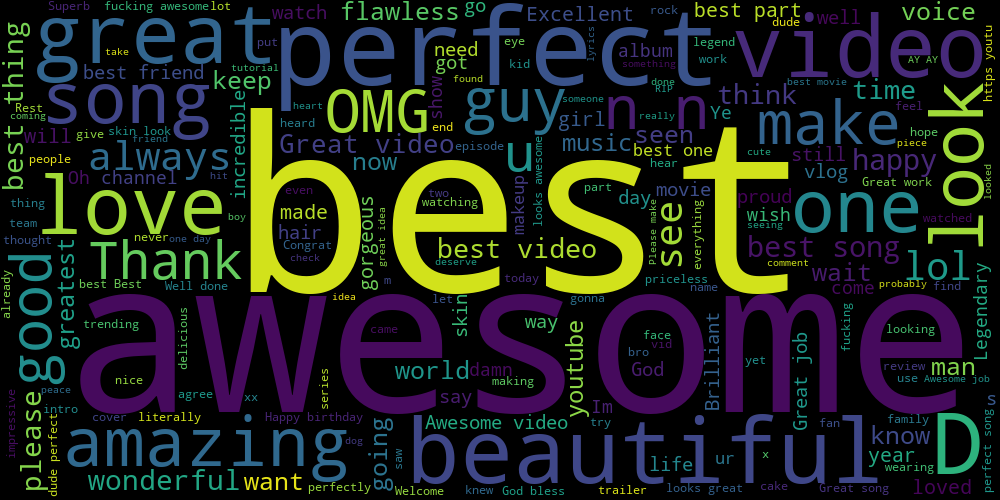 Superb
fucking awesome
lot
great
perfect
video
watch
flawless
go
Excellent
rock
best part
dude
well
voice
take
put
need
got
eye
kid
tutorial
lyrics
album
something
legend
work
AY AY
https youtu
best thing
best friend
keep
song
OMG
guy
show
found
someone
done
RIP
best movie
think
time
make
look
Rest
coming
will
give
skin look
friend
people
always
hit
incredible
heart
heard
Great video
end
episode
girl
n n
really
Ye
music
seen
best one
hear
cute
still
feel
hope
piece
happy
Great work
looked
Oh
channel
now
u
looks awesome
best
thing
team
thought
love
never
one day
boy
even
made
hair
Congrat
check
gorgeous
great idea
two
watching
makeup
part
day
movie
see
Please make
everything
proud
wish
seeing
vlog
one
watched
best song
comment
wait
come
lol
probably
find
Thank
best video
deserve
good
greatest
already
best Best
Well done
idea
m
let
today
gonna
priceless
name
Legendary
awesome
trending
delicious
skin
way
youtube
came
face
vid
bro
God
Brilliant
yet
Great job
fucking
looking
man
review
use
Awesome job
nice
agree
xx
series
world
damn
making
say
Im
try
s
impressive
please
peace
intro
dude perfect
cover
literally
Happy birthday
dog
Awesome video
amazing
going
saw
beautiful
D
fan
family
know
year
wearing
perfect song
wonderful
want
perfectly
Welcome
knew
God bless
trailer
life
ur
looks great
x
cake
Great song
loved